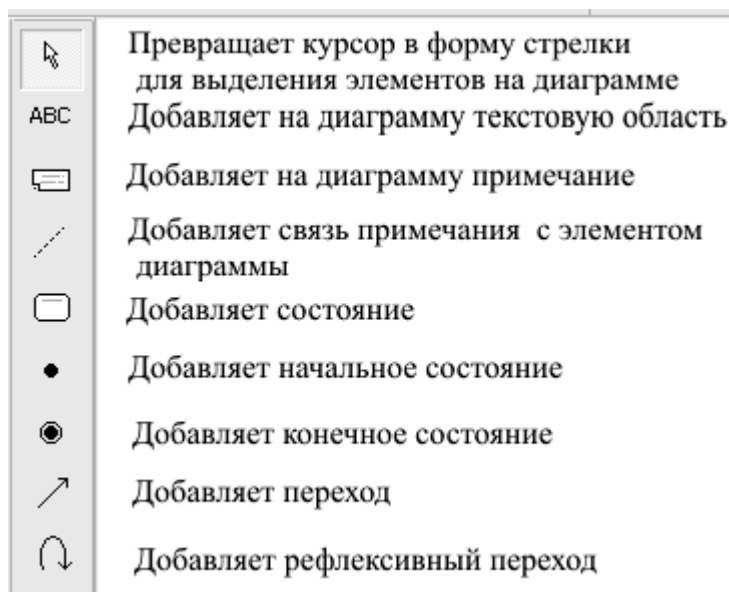 Превращает курсор в форму стрелки
для выделения элементов на диаграмме
ABC Добавляет на диаграмму текстовую область
Добавляет на диаграмму примечание
Добавляет связь примечания с элементом
диаграммы
Добавляет состояние
Добавляет начальное состояние
Добавляет конечное состояние
Добавляет переход
Добавляет рефлексивный переход